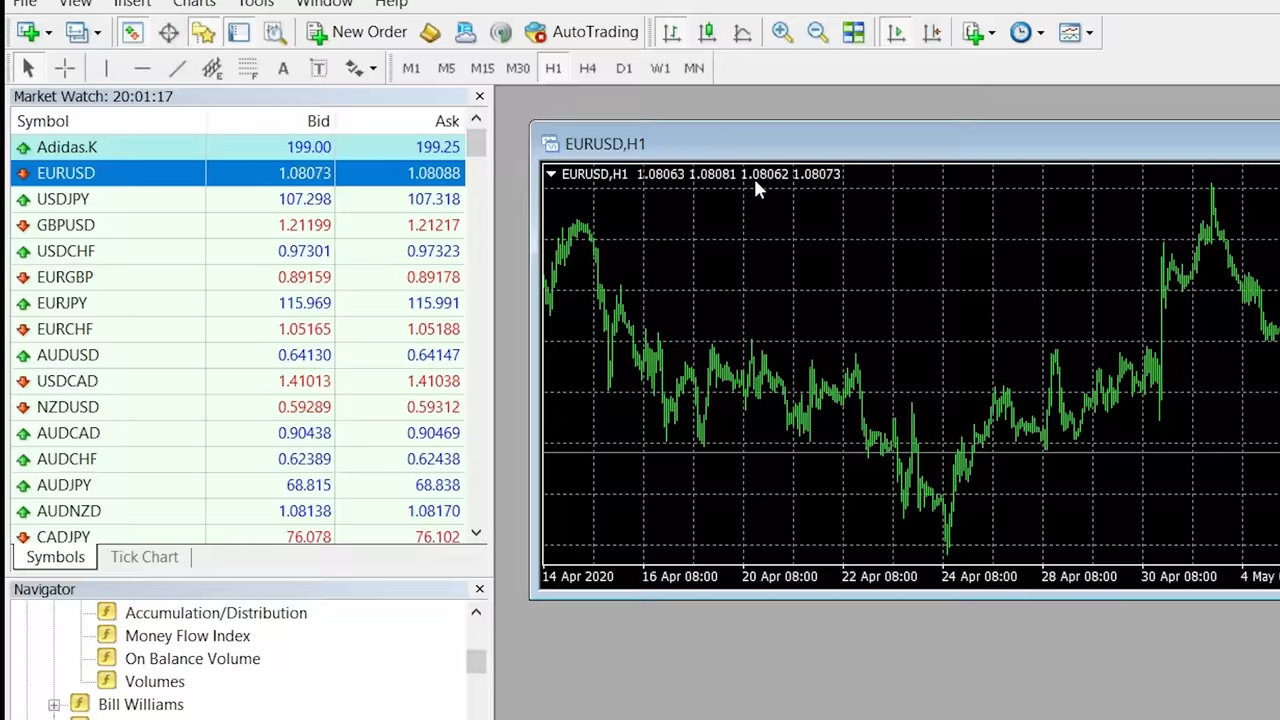 File View Insert Charts Tools Window Help
New Order AutoTrading
A T M1 M5 M15 M30 H1 H4 D1 W1 MN
Market Watch: 20:01:17
Symbol Bid Ask
Adidas.K 199.00 199.25
EURUSD 1.08073 1.08088
USDJPY 107.298 107.318
GBPUSD 1.21199 1.21217
USDCHF 0.97301 0.97323
EURGBP 0.89159 0.89178
EURJPY 115.969 115.991
EURCHF 1.05165 1.05188
AUDUSD 0.64130 0.64147
USDCAD 1.41013 1.41038
NZDUSD 0.59289 0.59312
AUDCAD 0.90438 0.90469
AUDCHF 0.62389 0.62438
AUDJPY 68.815 68.838
AUDNZD 1.08138 1.08170
CADJPY 76.078 76.102
Symbols Tick Chart
Navigator
Accumulation/Distribution
Money Flow Index
On Balance Volume
Volumes
Bill Williams
EURUSD,H1
EURUSD,H1 1.08063 1.08081 1.08062 1.08073
14 Apr 2020 16 Apr 08:00 20 Apr 08:00 22 Apr 08:00 24 Apr 08:00 28 Apr 08:00 30 Apr 08:00 4 May